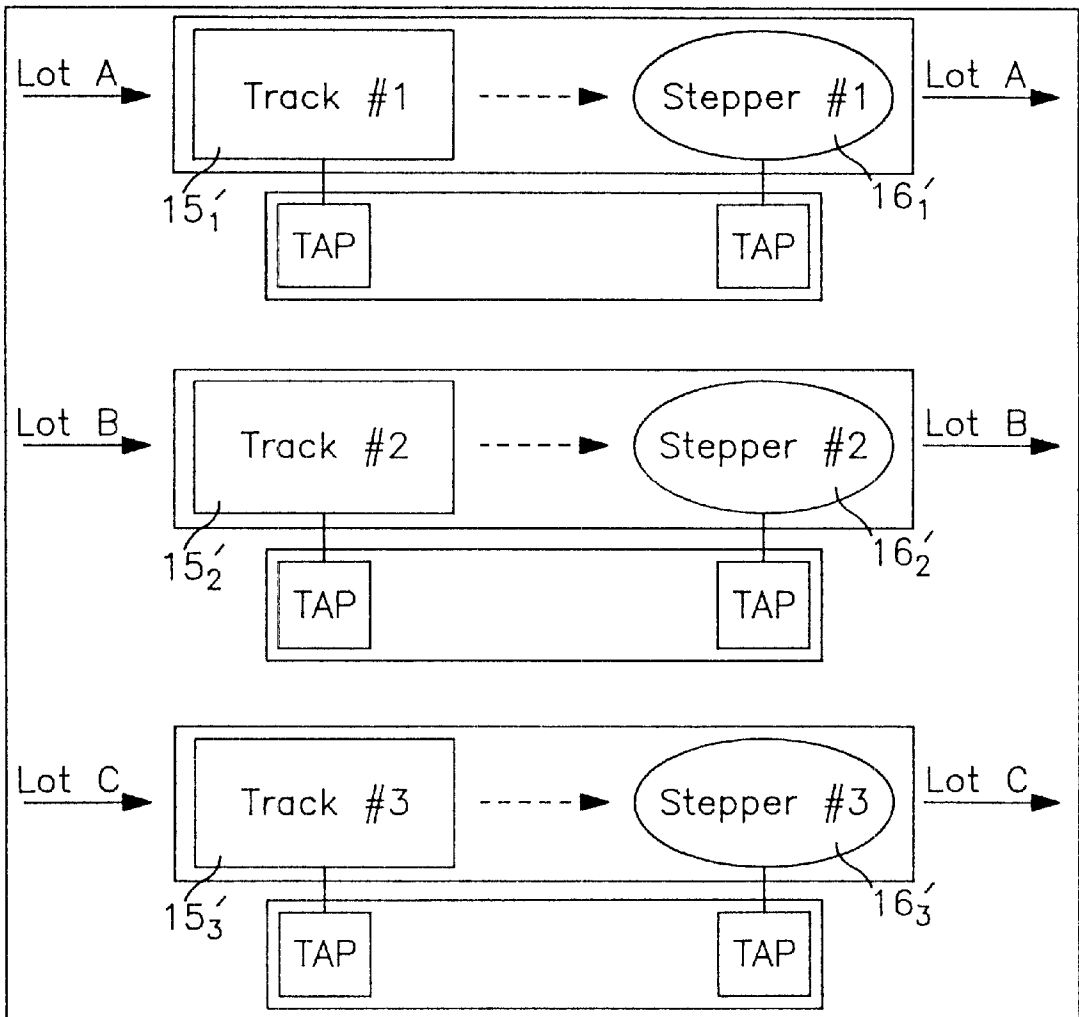 Lot A
Track #1
Stepper #1
Lot A
15₁′
16₁′
TAP
TAP
Lot B
Track #2
Stepper #2
Lot B
15₂′
16₂′
TAP
TAP
Lot C
Track #3
Stepper #3
Lot C
15₃′
16₃′
TAP
TAP